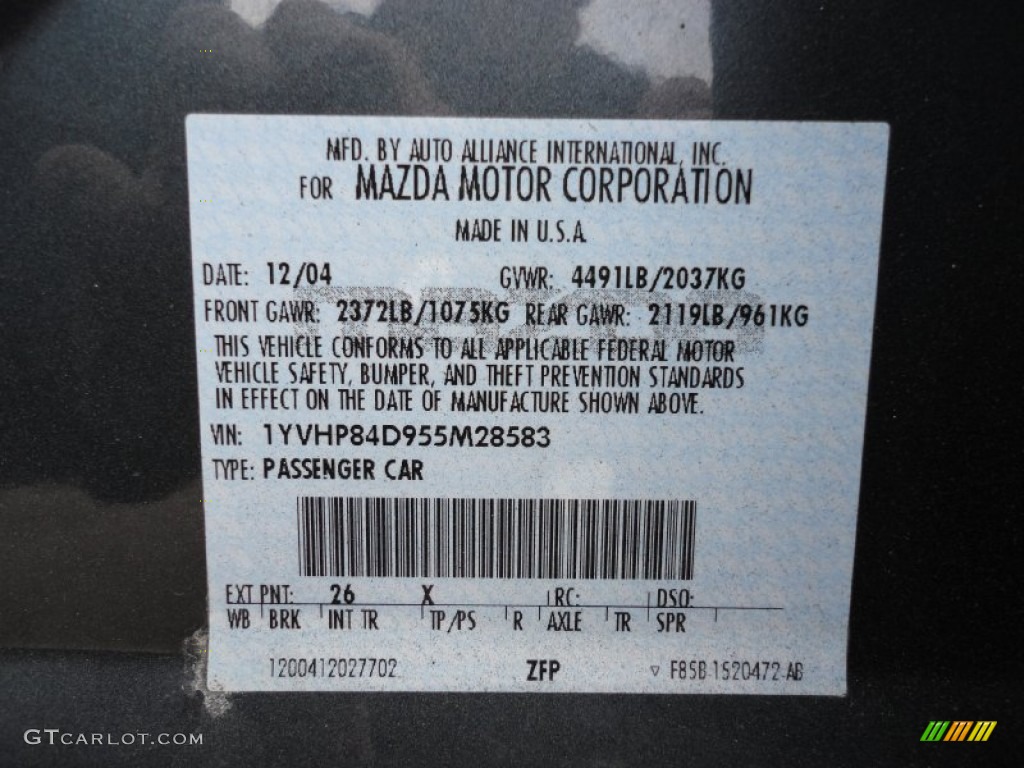 MFD. BY AUTO ALLIANCE INTERNATIONAL, INC.
FOR MAZDA MOTOR CORPORATION
MADE IN U.S.A
DATE: 12/04 GVWR: 4491LB/2037KG
FRONT GAWR: 2372LB/1075KG REAR GAWR: 2119LB/961KG
THIS VEHICLE CONFORMS TO ALL APPLICABLE FEDERAL MOTOR
VEHICLE SAFETY, BUMPER, AND THEFT PREVENTION STANDARDS
IN EFFECT ON THE DATE OF MANUFACTURE SHOWN ABOVE.
VIN: 1YVHP84D955M28583
TYPE: PASSENGER CAR
EXT PNT: 26 X RC: DSO:
WB BRK INT TR TP/PS R AXLE TR SPR
1200412027702 ZFP ▽ F85B-1520472-AB
GTCARLOT.COM